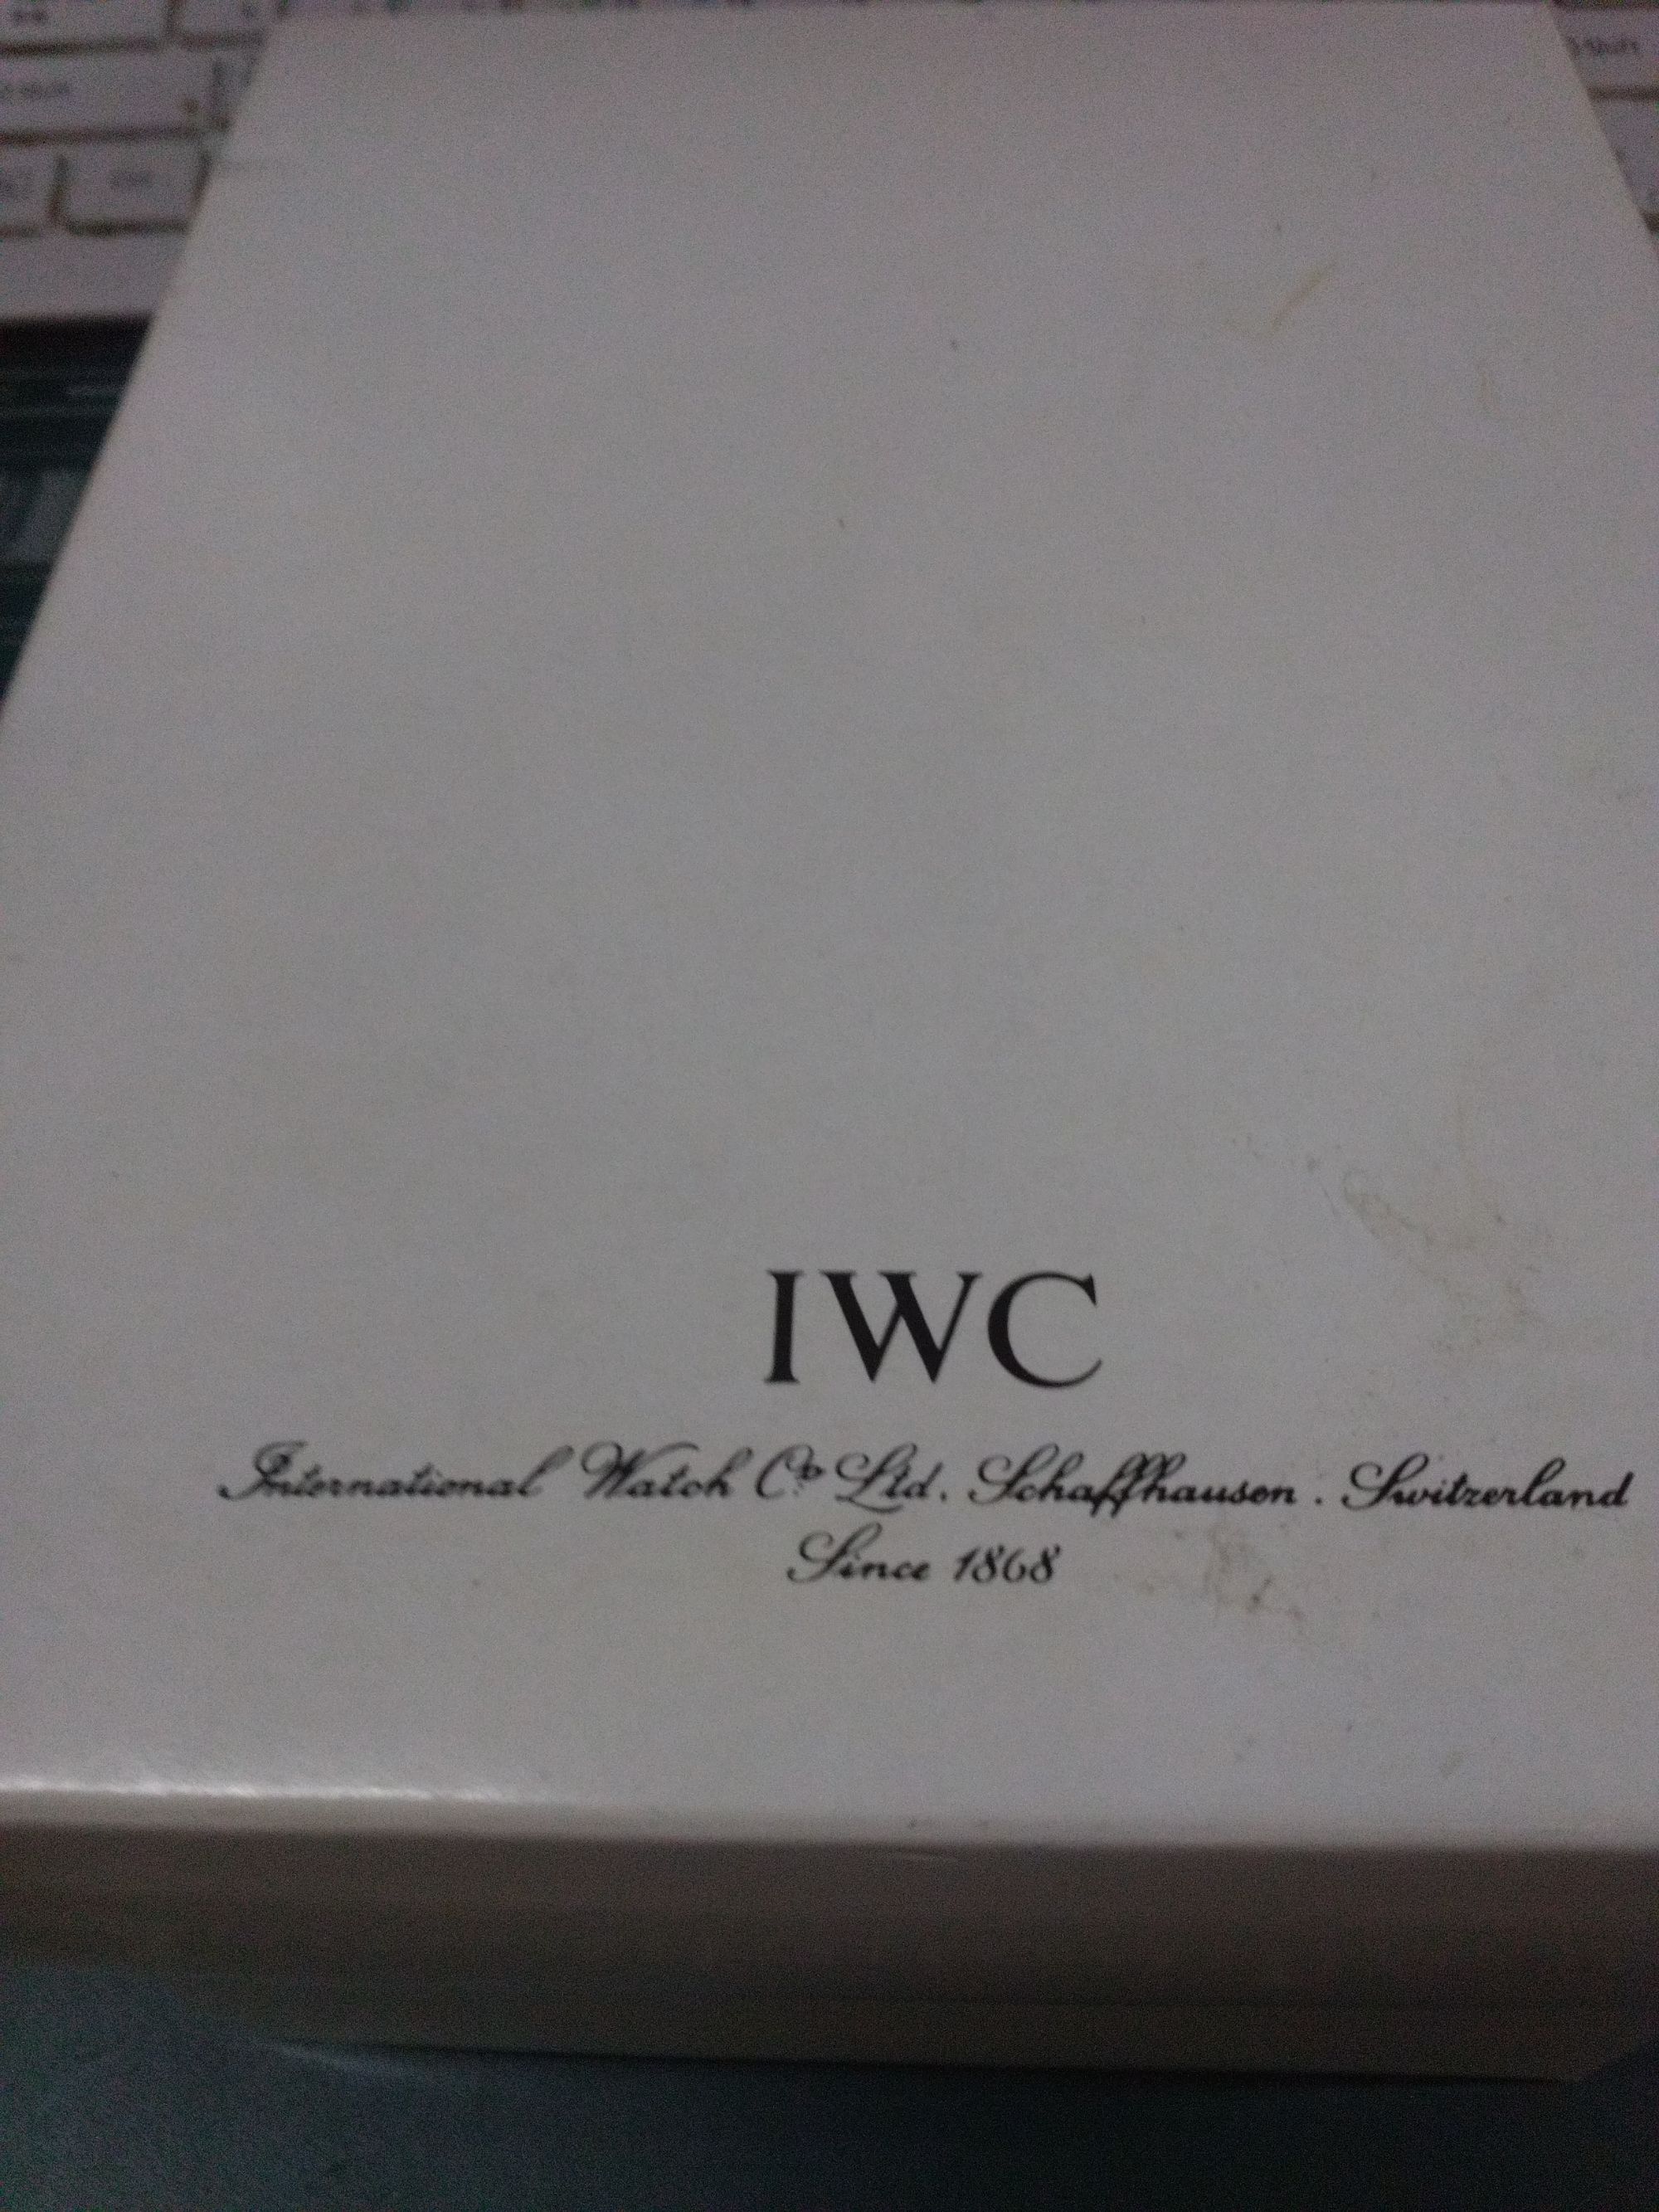 IWC
International Watch Co Ltd. Schaffhausen . Switzerland
Since 1868